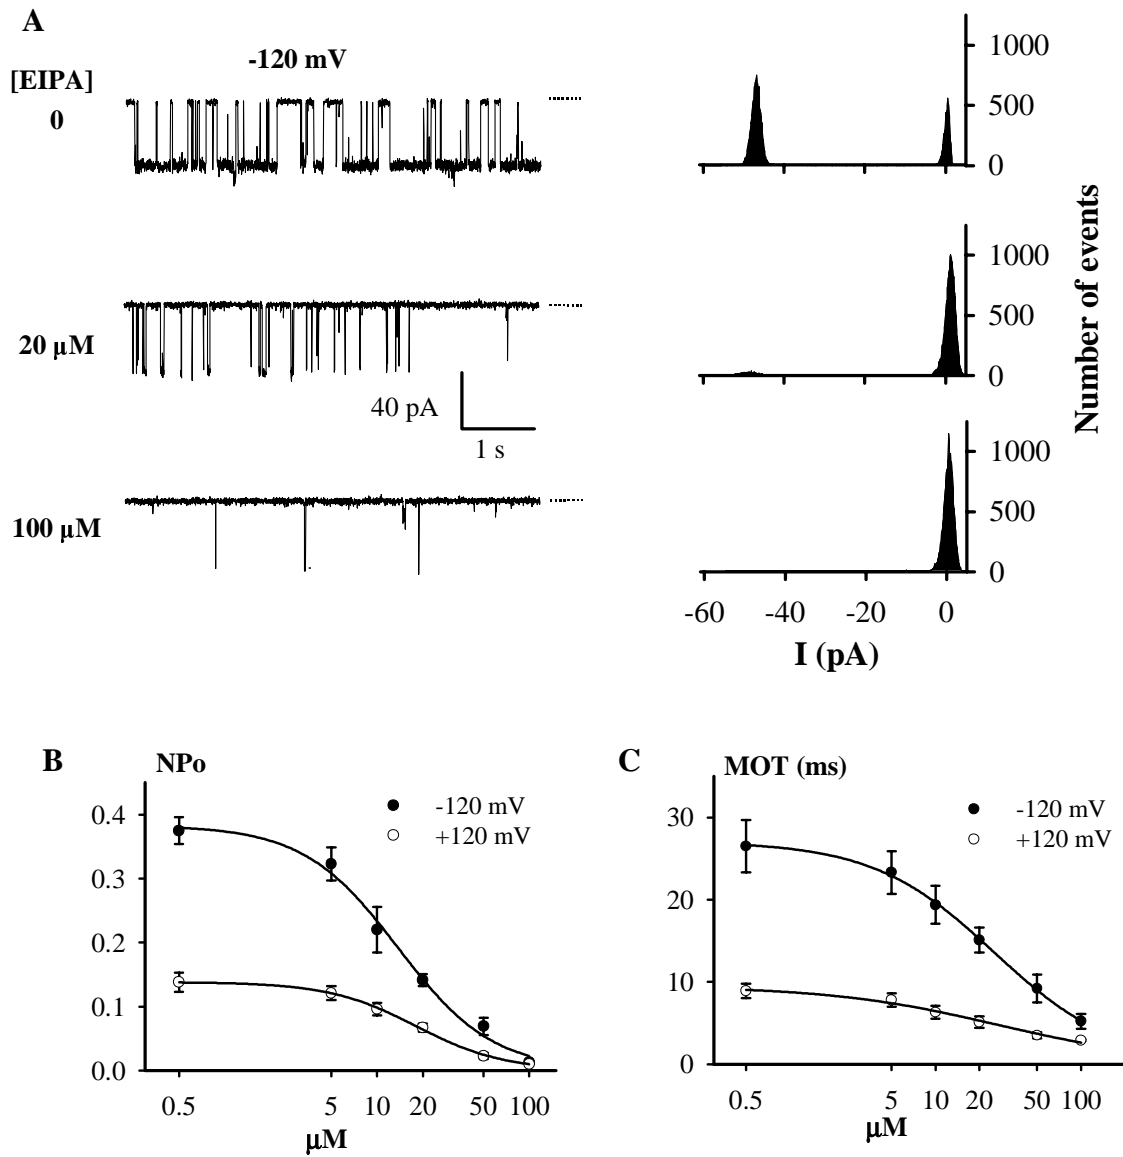 A
-120 mV
[EIPA]
0
1000
500
0
20 µM
1000
500
0
40 pA
1 s
Number of events
100 µM
1000
500
0
-60 -40 -20 0
I (pA)
B NPo
-120 mV
+120 mV
0.4
0.3
0.2
0.1
0.0
0.5 5 10 20 50 100
µM
C MOT (ms)
-120 mV
+120 mV
30
20
10
0
0.5 5 10 20 50 100
µM